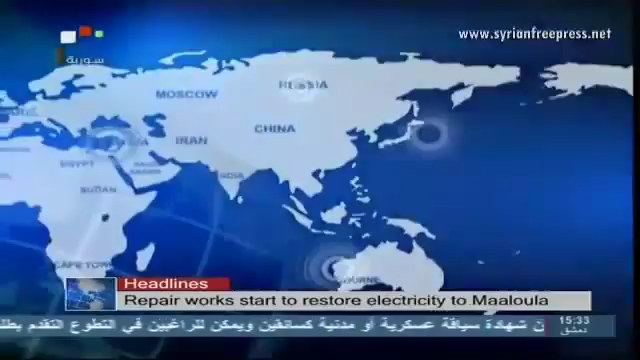 www.syrianfreepress.net
سورية
RUSSIA
MOSCOW
CHINA
IRAN
EGYPT
INDIA
SUDAN
CAPE TOWN
Headlines
Repair works start to restore electricity to Maaloula
15:33
دمشق
شهادة سياقة عسكرية أو مدنية كسائقين ويمكن للراغبين في التطوع التقدم